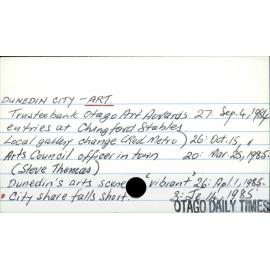 DUNEDIN CITY - ART
Trusteebank Otago Art Awards 27: Sep. 4, 1984
entries at Chingford Stables
Local gallery change (Red Metro) 26: Oct. 15,
Arts Council officer in town 20: Mar. 25, 1985.
(Steve Thomas)
Dunedin's arts scene 'vibrant' 26: Apl. 1, 1985.
City share falls short. 3: 16, 1985
OTAGO DAILY TIMES